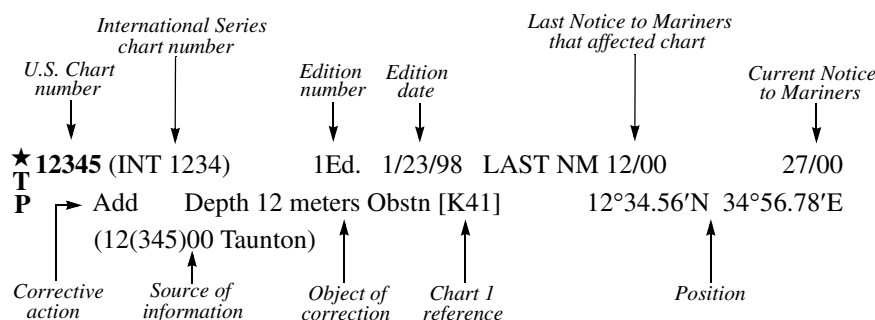 International Series
chart number
Last Notice to Mariners
that affected chart
U.S. Chart
number
Edition
number
Edition
date
Current Notice
to Mariners
★ 12345 (INT 1234) 1Ed. 1/23/98 LAST NM 12/00 27/00
T
P Add Depth 12 meters Obstn [K41] 12°34.56′N 34°56.78′E
(12(345)00 Taunton)
Corrective
action
Source of
information
Object of
correction
Chart 1
reference
Position